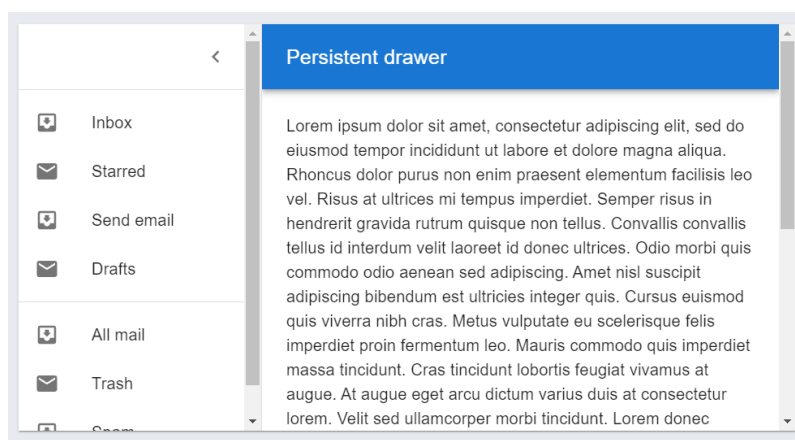 Persistent drawer
Inbox
Starred
Send email
Drafts
All mail
Trash
Spam
Lorem ipsum dolor sit amet, consectetur adipiscing elit, sed do
eiusmod tempor incididunt ut labore et dolore magna aliqua.
Rhoncus dolor purus non enim praesent elementum facilisis leo
vel. Risus at ultrices mi tempus imperdiet. Semper risus in
hendrerit gravida rutrum quisque non tellus. Convallis convallis
tellus id interdum velit laoreet id donec ultrices. Odio morbi quis
commodo odio aenean sed adipiscing. Amet nisl suscipit
adipiscing bibendum est ultricies integer quis. Cursus euismod
quis viverra nibh cras. Metus vulputate eu scelerisque felis
imperdiet proin fermentum leo. Mauris commodo quis imperdiet
massa tincidunt. Cras tincidunt lobortis feugiat vivamus at
augue. At augue eget arcu dictum varius duis at consectetur
lorem. Velit sed ullamcorper morbi tincidunt. Lorem donec